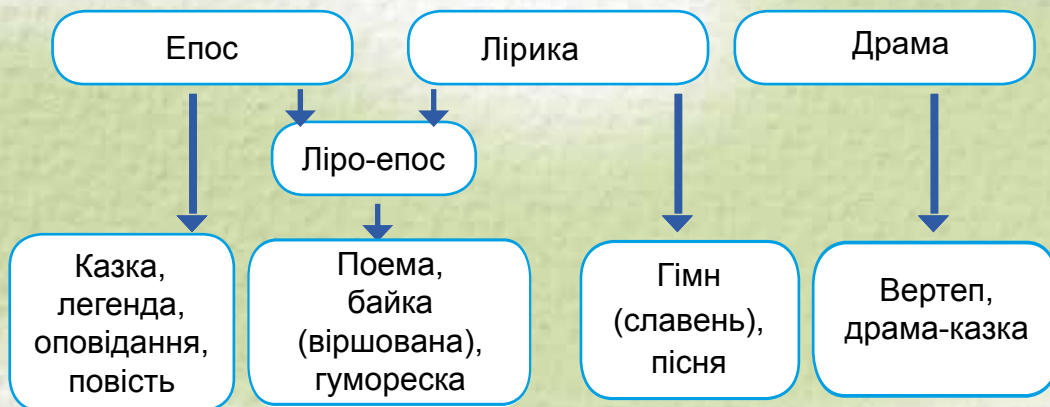 Епос
Лірика
Драма
Ліро-епос
Казка,
легенда,
оповідання,
повість
Поема,
байка
(віршована),
гумореска
Гімн
(славень),
пісня
Вертеп,
драма-казка